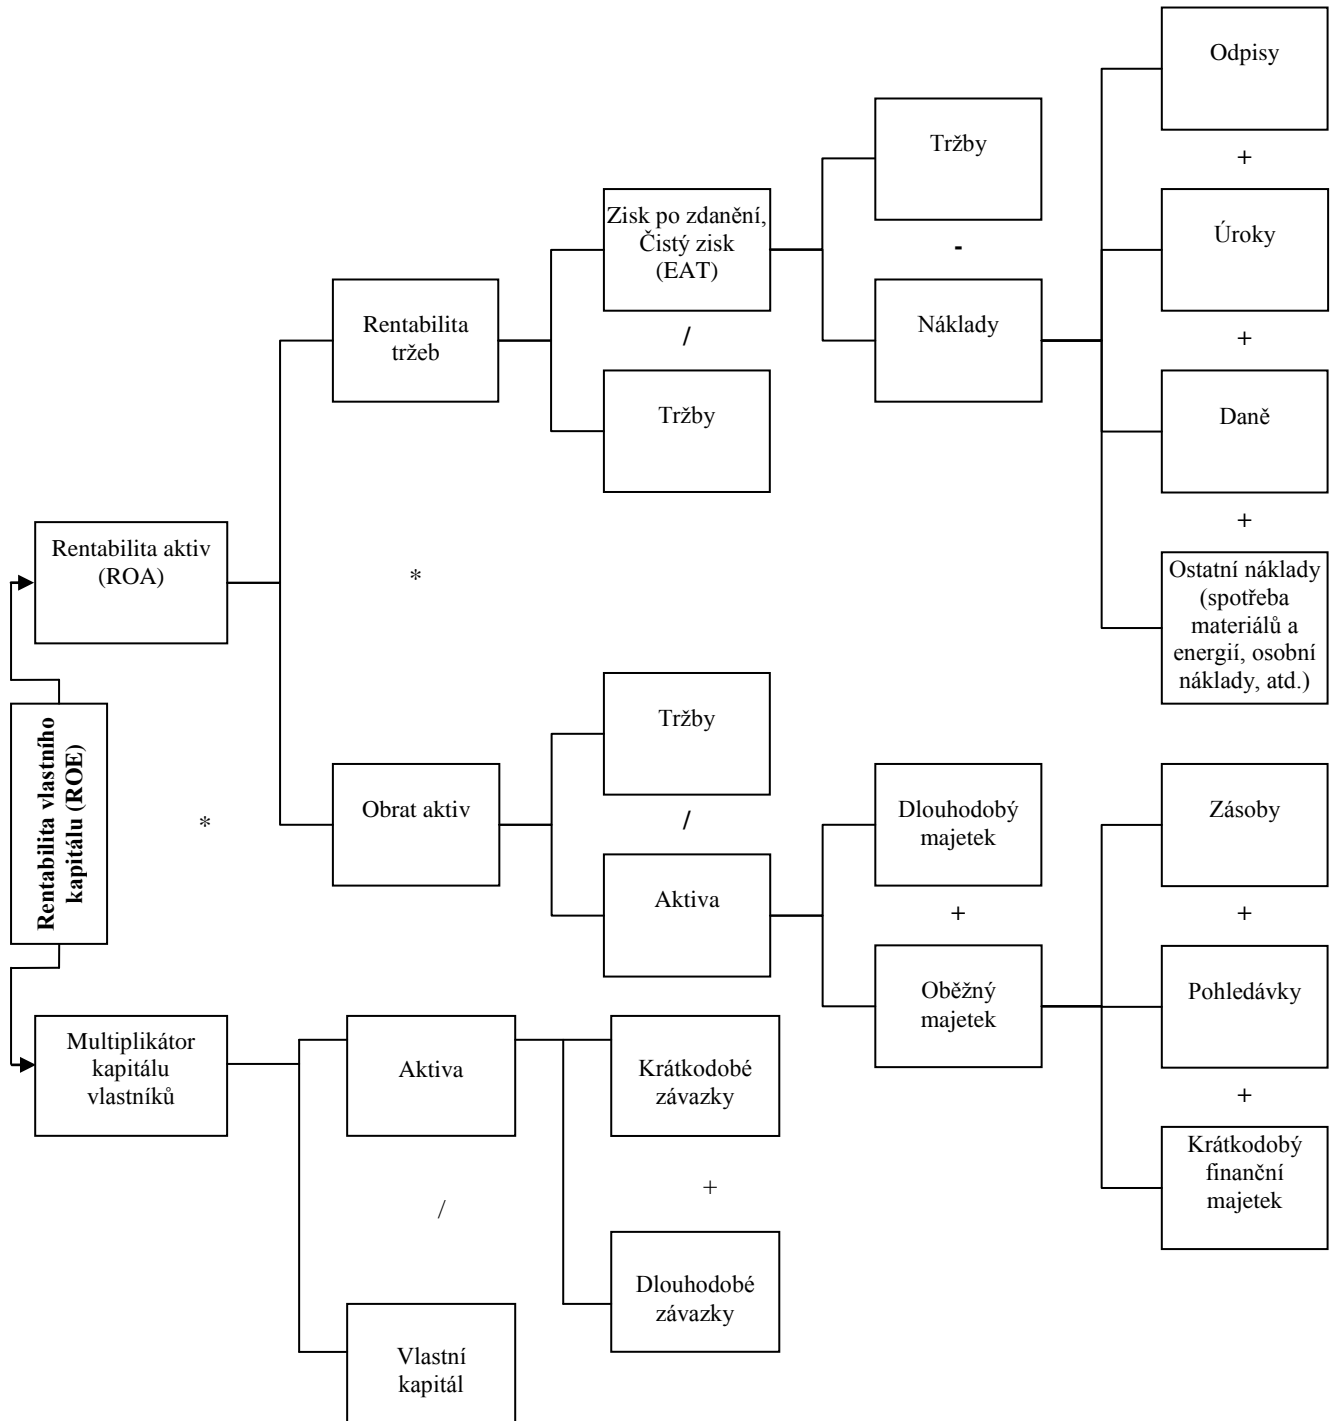 Odpisy
+
Tržby
Zisk po zdanění,
Čistý zisk
(EAT)
-
Úroky
Rentabilita
tržeb
/
Náklady
+
Tržby
Daně
+
Rentabilita aktiv
(ROA)
*
Ostatní náklady
(spotřeba
materiálů a
energií, osobní
náklady, atd.)
Rentabilita vlastního
kapitálu (ROE)
*
Tržby
Obrat aktiv
/
Dlouhodobý
majetek
Zásoby
Aktiva
+
+
Oběžný
majetek
Pohledávky
+
Multiplikátor
kapitálu
vlastníků
Aktiva
Krátkodobé
závazky
Krátkodobý
finanční
majetek
/
+
Dlouhodobé
závazky
Vlastní
kapitál